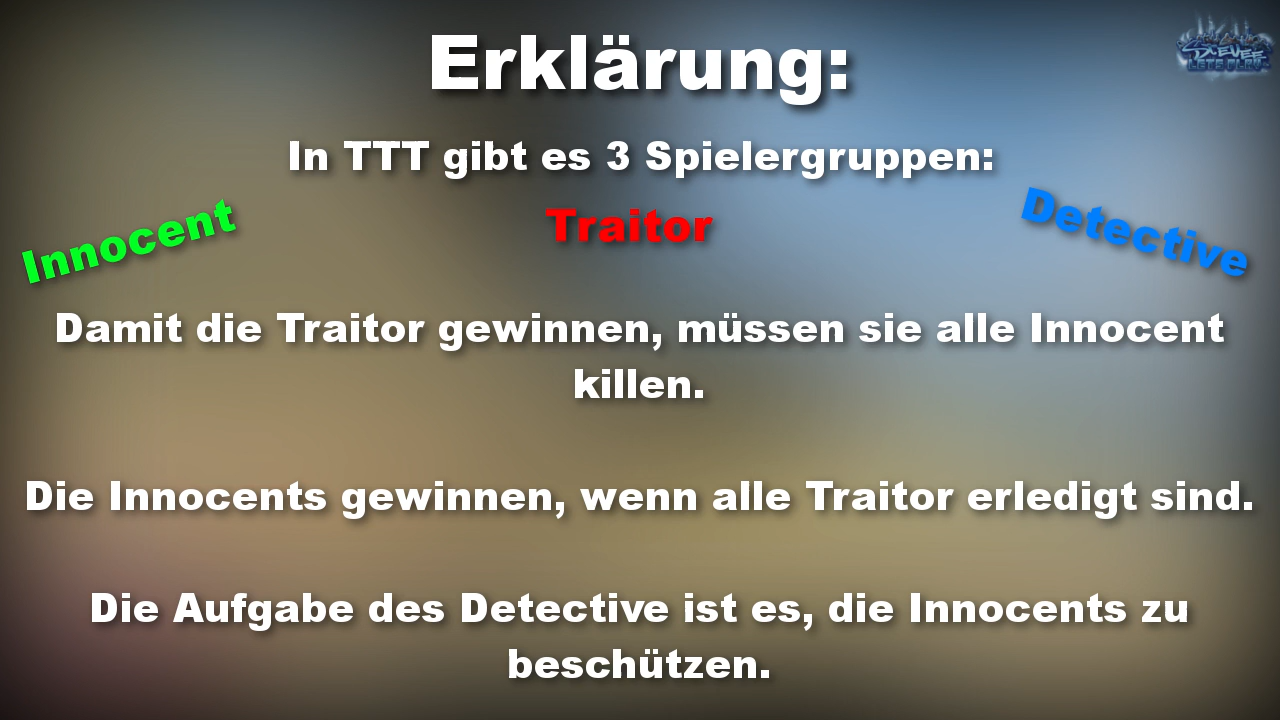 Erklärung:
In TTT gibt es 3 Spielergruppen:
Innocent
Traitor
Detective
Damit die Traitor gewinnen, müssen sie alle Innocent
killen.
Die Innocents gewinnen, wenn alle Traitor erledigt sind.
Die Aufgabe des Detective ist es, die Innocents zu
beschützen.